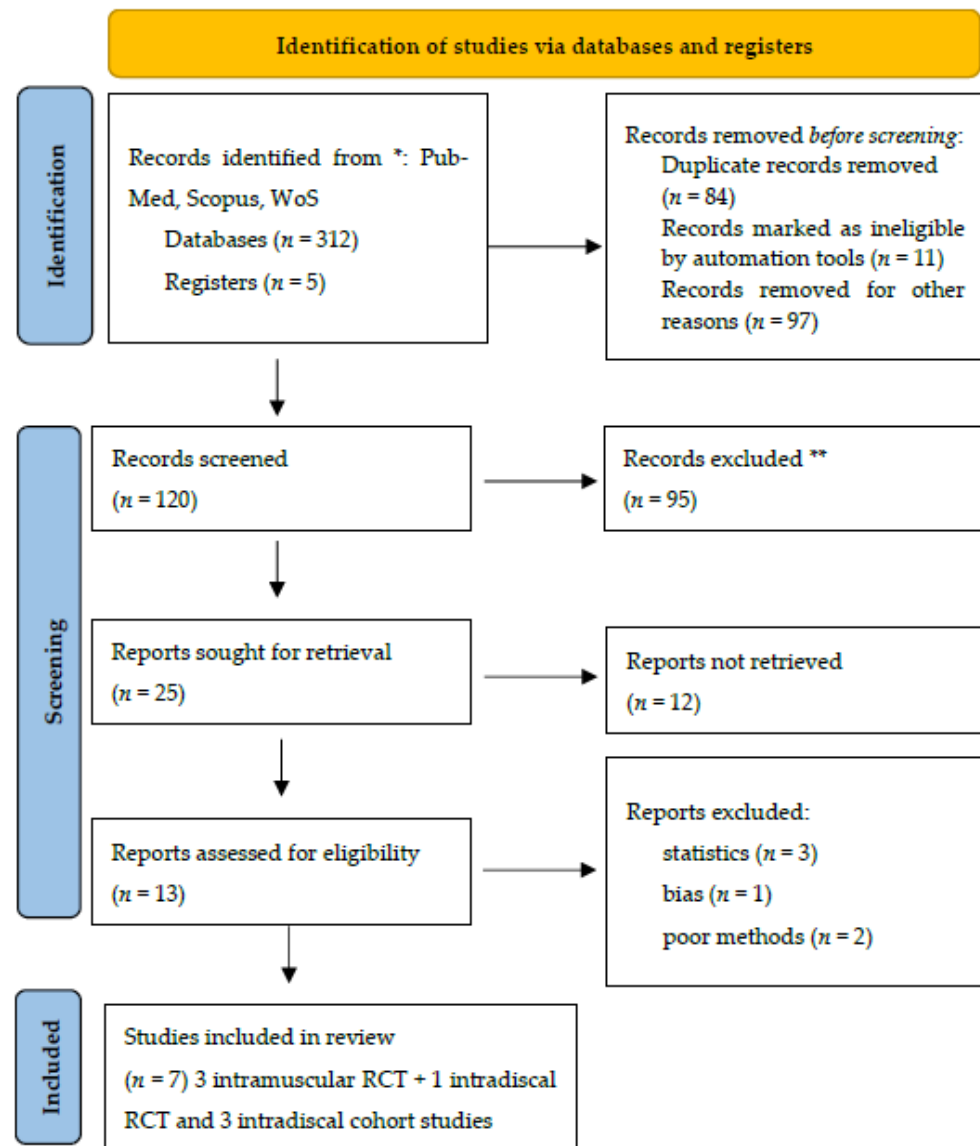 Identification of studies via databases and registers
Identification
Records identified from *: Pub-
Med, Scopus, WoS
Databases (n = 312)
Registers (n = 5)
Records removed before screening:
Duplicate records removed
(n = 84)
Records marked as ineligible
by automation tools (n = 11)
Records removed for other
reasons (n = 97)
Screening
Records screened
(n = 120)
Records excluded **
(n = 95)
Reports sought for retrieval
(n = 25)
Reports not retrieved
(n = 12)
Reports assessed for eligibility
(n = 13)
Reports excluded:
statistics (n = 3)
bias (n = 1)
poor methods (n = 2)
Included
Studies included in review
(n = 7) 3 intramuscular RCT + 1 intradiscal
RCT and 3 intradiscal cohort studies